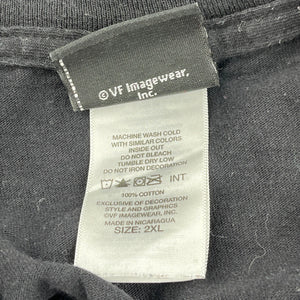 ©VF Imagewear,
Inc.
MACHINE WASH COLD
WITH SIMILAR COLORS
INSIDE OUT
DO NOT BLEACH
TUMBLE DRY LOW
DO NOT IRON DECORATION
INT
100% COTTON
EXCLUSIVE OF DECORATION
STYLE AND GRAPHICS
©VF IMAGEWEAR, INC.
MADE IN NICARAGUA
SIZE: 2XL